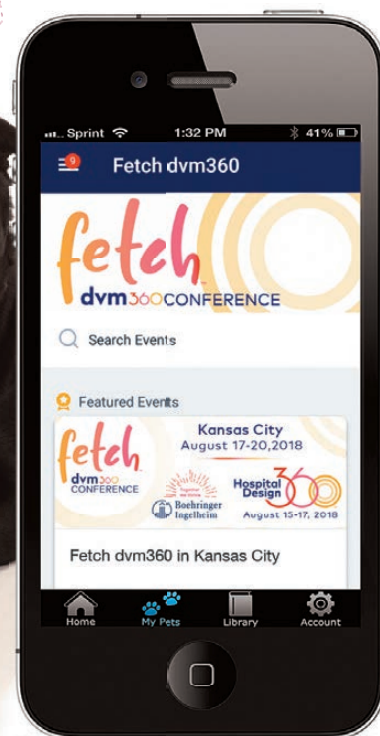 Sprint 1:32 PM 41%
9
Fetch dvm360
fetch
dvm360CONFERENCE
Search Events
Featured Events
fetch
dvm360
CONFERENCE
Kansas City
August 17-20,2018
Boehringer
Ingelheim
Hospital
Design 360
August 15-17, 2018
Fetch dvm360 in Kansas City
Home My Pets Library Account